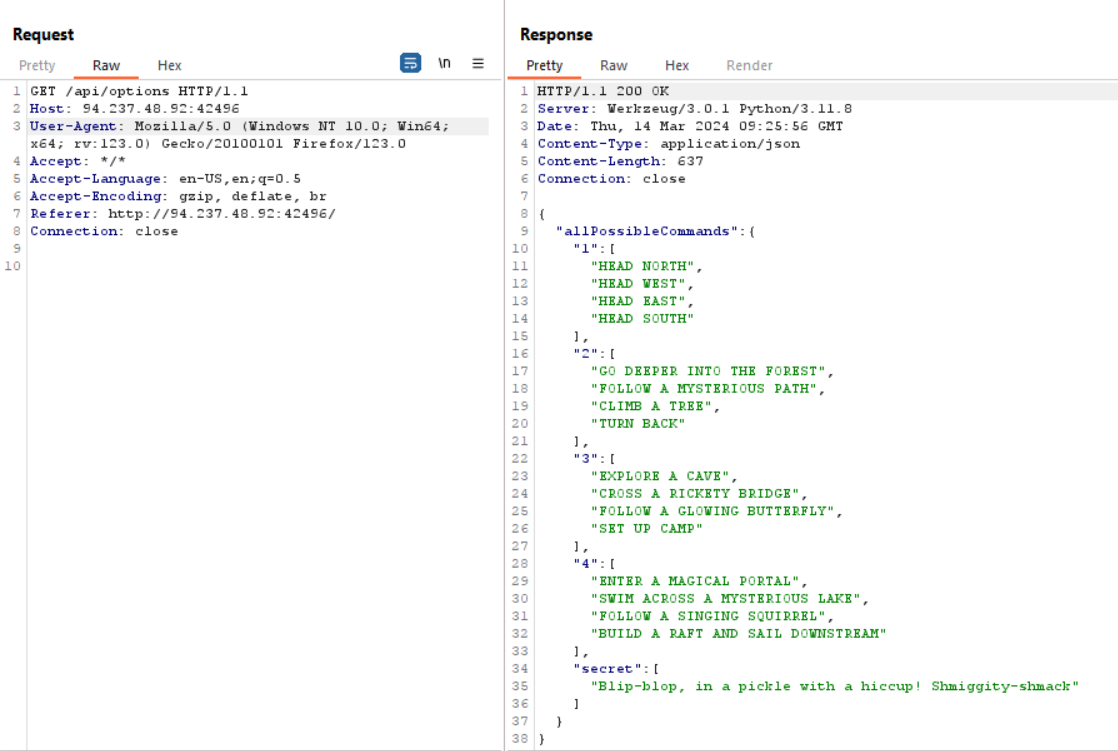 Request
Pretty Raw Hex
\n
1 GET /api/options HTTP/1.1
2 Host: 94.237.48.92:42496
3 User-Agent: Mozilla/5.0 (Windows NT 10.0; Win64;
x64; rv:123.0) Gecko/20100101 Firefox/123.0
4 Accept: */*
5 Accept-Language: en-US,en;q=0.5
6 Accept-Encoding: gzip, deflate, br
7 Referer: http://94.237.48.92:42496/
8 Connection: close
9
10
Response
Pretty Raw Hex Render
1 HTTP/1.1 200 OK
2 Server: Werkzeug/3.0.1 Python/3.11.8
3 Date: Thu, 14 Mar 2024 09:25:56 GMT
4 Content-Type: application/json
5 Content-Length: 637
6 Connection: close
7
8 {
9 "allPossibleCommands":{
10 "1":[
11 "HEAD NORTH",
12 "HEAD WEST",
13 "HEAD EAST",
14 "HEAD SOUTH"
15 ],
16 "2":[
17 "GO DEEPER INTO THE FOREST",
18 "FOLLOW A MYSTERIOUS PATH",
19 "CLIMB A TREE",
20 "TURN BACK"
21 ],
22 "3":[
23 "EXPLORE A CAVE",
24 "CROSS A RICKETY BRIDGE",
25 "FOLLOW A GLOWING BUTTERFLY",
26 "SET UP CAMP"
27 ],
28 "4":[
29 "ENTER A MAGICAL PORTAL",
30 "SWIM ACROSS A MYSTERIOUS LAKE",
31 "FOLLOW A SINGING SQUIRREL",
32 "BUILD A RAFT AND SAIL DOWNSTREAM"
33 ],
34 "secret":[
35 "Blip-blop, in a pickle with a hiccup! Shmiggity-shmack"
36 ]
37 }
38 }